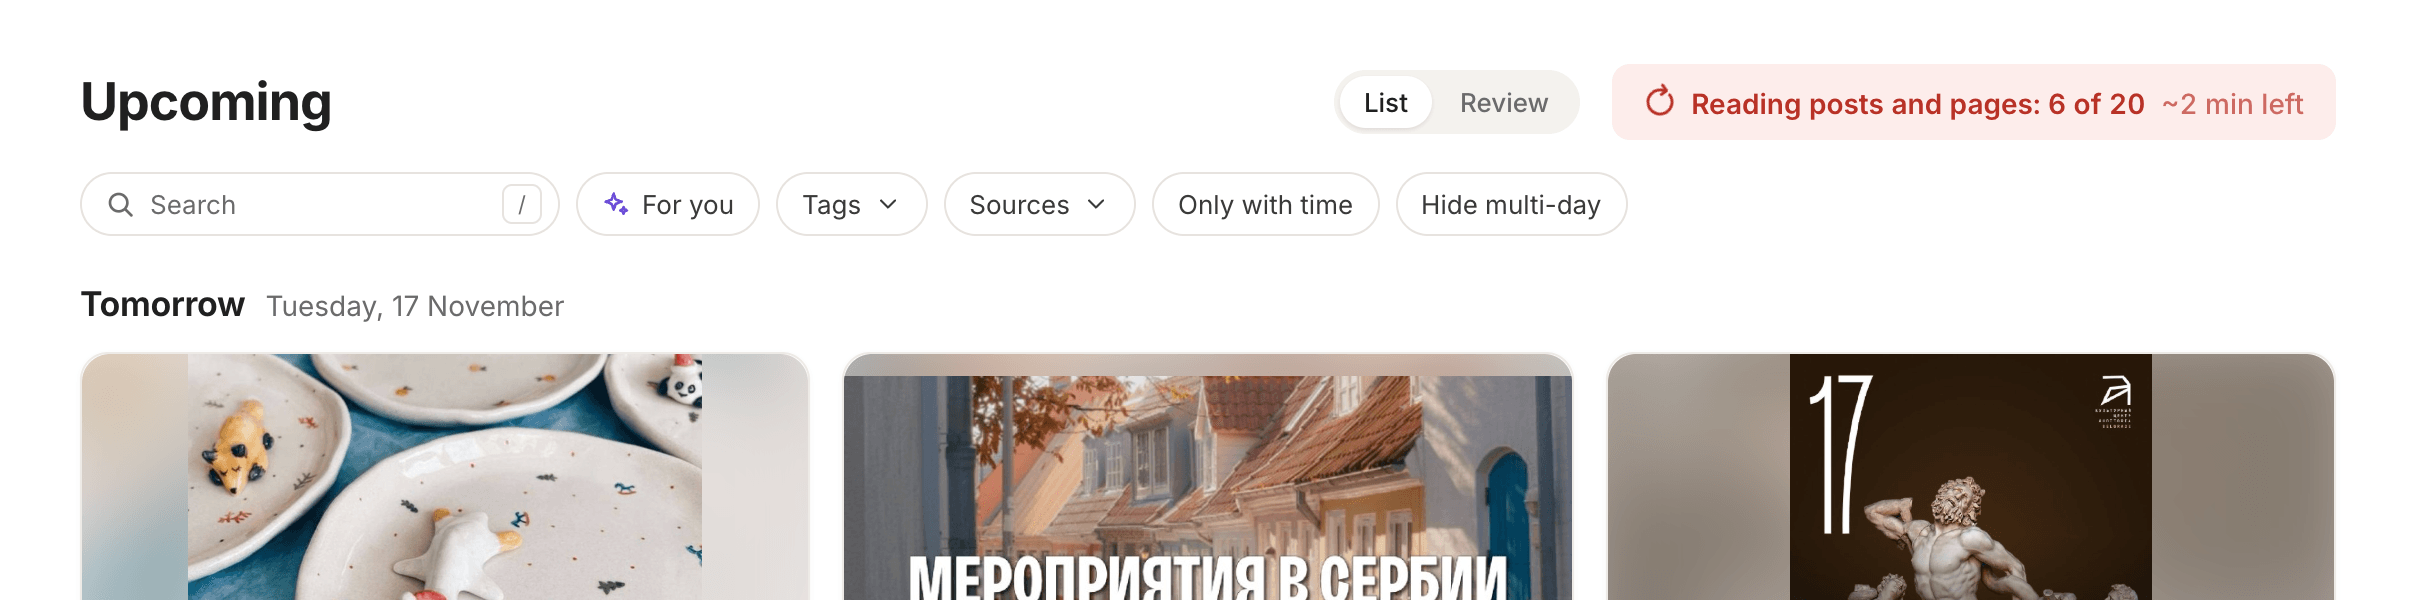 Upcoming
List
Review
Reading posts and pages: 6 of 20 ~2 min left
Search
/
For you
Tags
Sources
Only with time
Hide multi-day
Tomorrow Tuesday, 17 November
17
МЕРОПРИЯТИЯ В СЕРБИИ